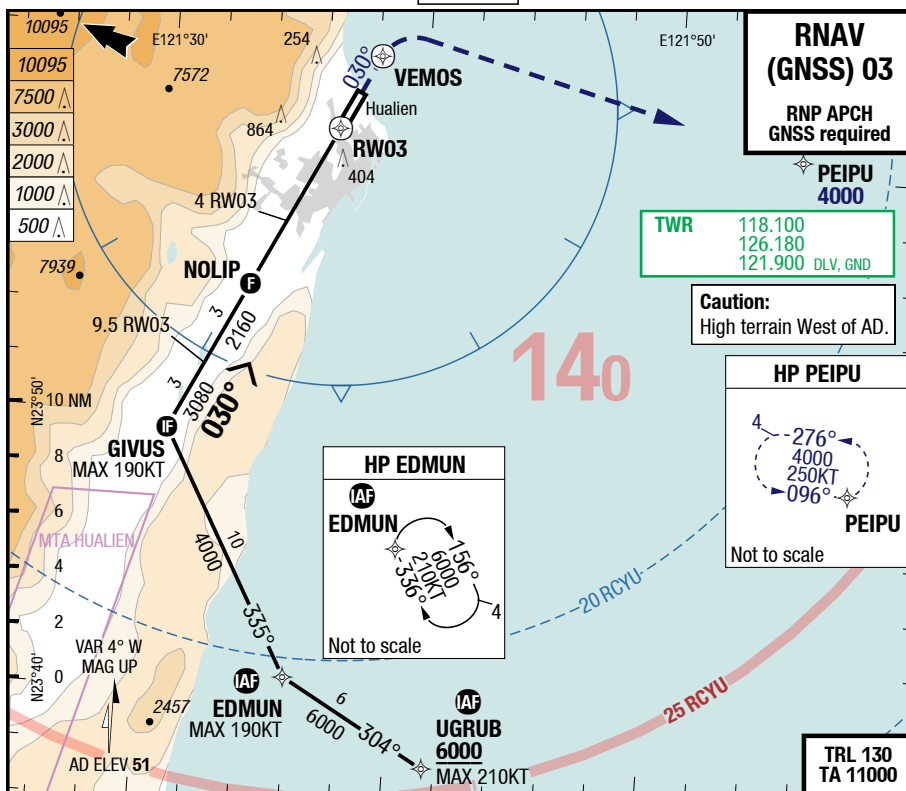 10095
E121°30'
254
E121°50'
RNAV
(GNSS) 03
RNP APCH
GNSS required
10095
7500
3000
2000
1000
500
7572
030°
VEMOS
Hualien
864
RW03
404
PEIPU
4000
4 RW03
TWR 118.100
126.180
121.900 DLV, GND
7939
NOLIP
F
Caution:
High terrain West of AD.
3
2160
9.5 RW03
140
3
3080
030°
N23°50'
10 NM
8
6
4
2
0
IF
GIVUS
MAX 190KT
HP EDMUN
IAF
EDMUN
156°
6000
210KT
336°
4
Not to scale
HP PEIPU
4
276°
4000
250KT
096°
PEIPU
Not to scale
MTA HUALIEN
10
4000
335°
20 RCYU
VAR 4° W
MAG UP
N23°40'
IAF
EDMUN
MAX 190KT
6
6000
304°
IAF
UGRUB
6000
MAX 210KT
25 RCYU
2457
AD ELEV 51
TRL 130
TA 11000